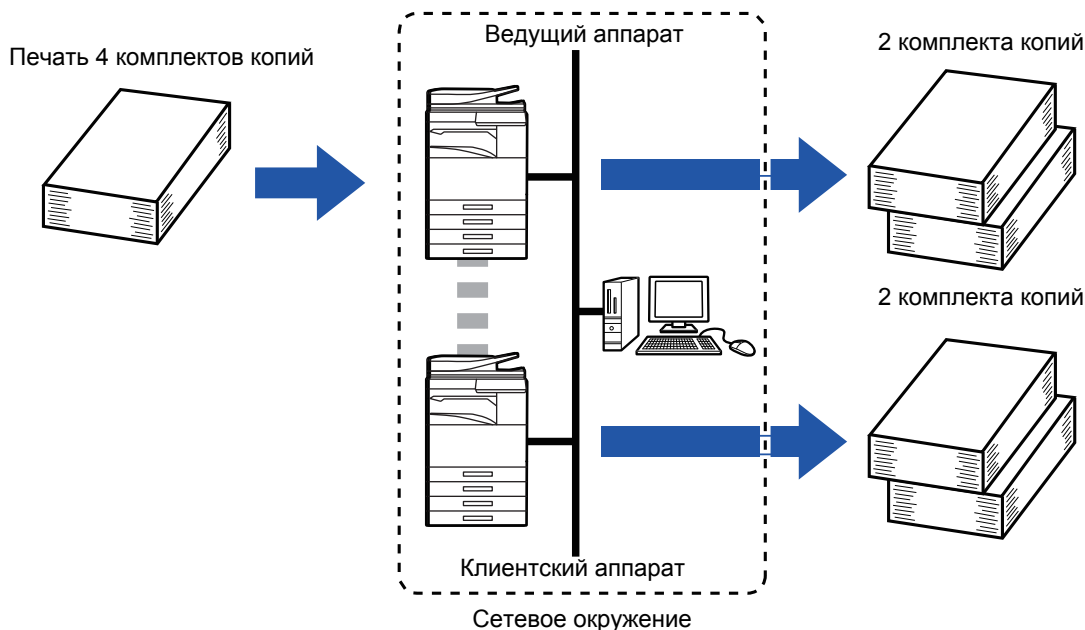 Печать 4 комплектов копий
Ведущий аппарат
2 комплекта копий
2 комплекта копий
Клиентский аппарат
Сетевое окружение